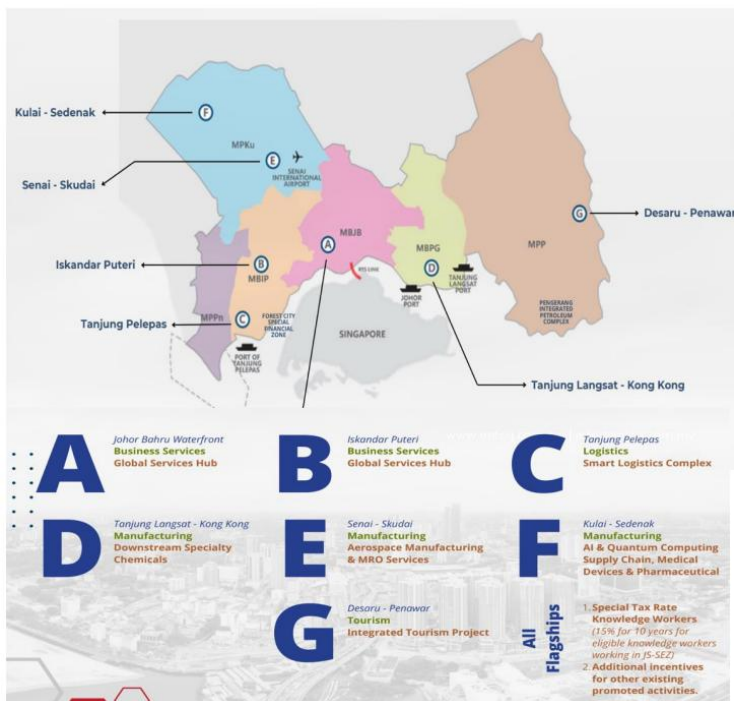 Kulai - Sedenak
F
MPKu
E
SENAI
INTERNATIONAL
AIRPORT
Senai - Skudai
MBJB
A
MBPG
D
MPP
G
Desaru - Penawar
Iskandar Puteri
B
MBIP
RTS LINK
TANJUNG
LANGSAT
PORT
JOHOR
PORT
PENGERANG
INTEGRATED
PETROLEUM
COMPLEX
MPPn
Tanjung Pelepas
C
FOREST CITY
SPECIAL
FINANCIAL
ZONE
PORT OF
TANJUNG
PELEPAS
SINGAPORE
Tanjung Langsat - Kong Kong
A
Johor Bahru Waterfront
Business Services
Global Services Hub
B
Iskandar Puteri
Business Services
Global Services Hub
C
Tanjung Pelepas
Logistics
Smart Logistics Complex
D
Tanjung Langsat - Kong Kong
Manufacturing
Downstream Specialty
Chemicals
E
Senai - Skudai
Manufacturing
Aerospace Manufacturing
& MRO Services
F
Kulai - Sedenak
Manufacturing
AI & Quantum Computing
Supply Chain, Medical
Devices & Pharmaceutical
G
Desaru - Penawar
Tourism
Integrated Tourism Project
All
Flagships
1. Special Tax Rate
Knowledge Workers
(15% for 10 years for
eligible knowledge workers
working in JS-SEZ)
2. Additional incentives
for other existing
promoted activities.